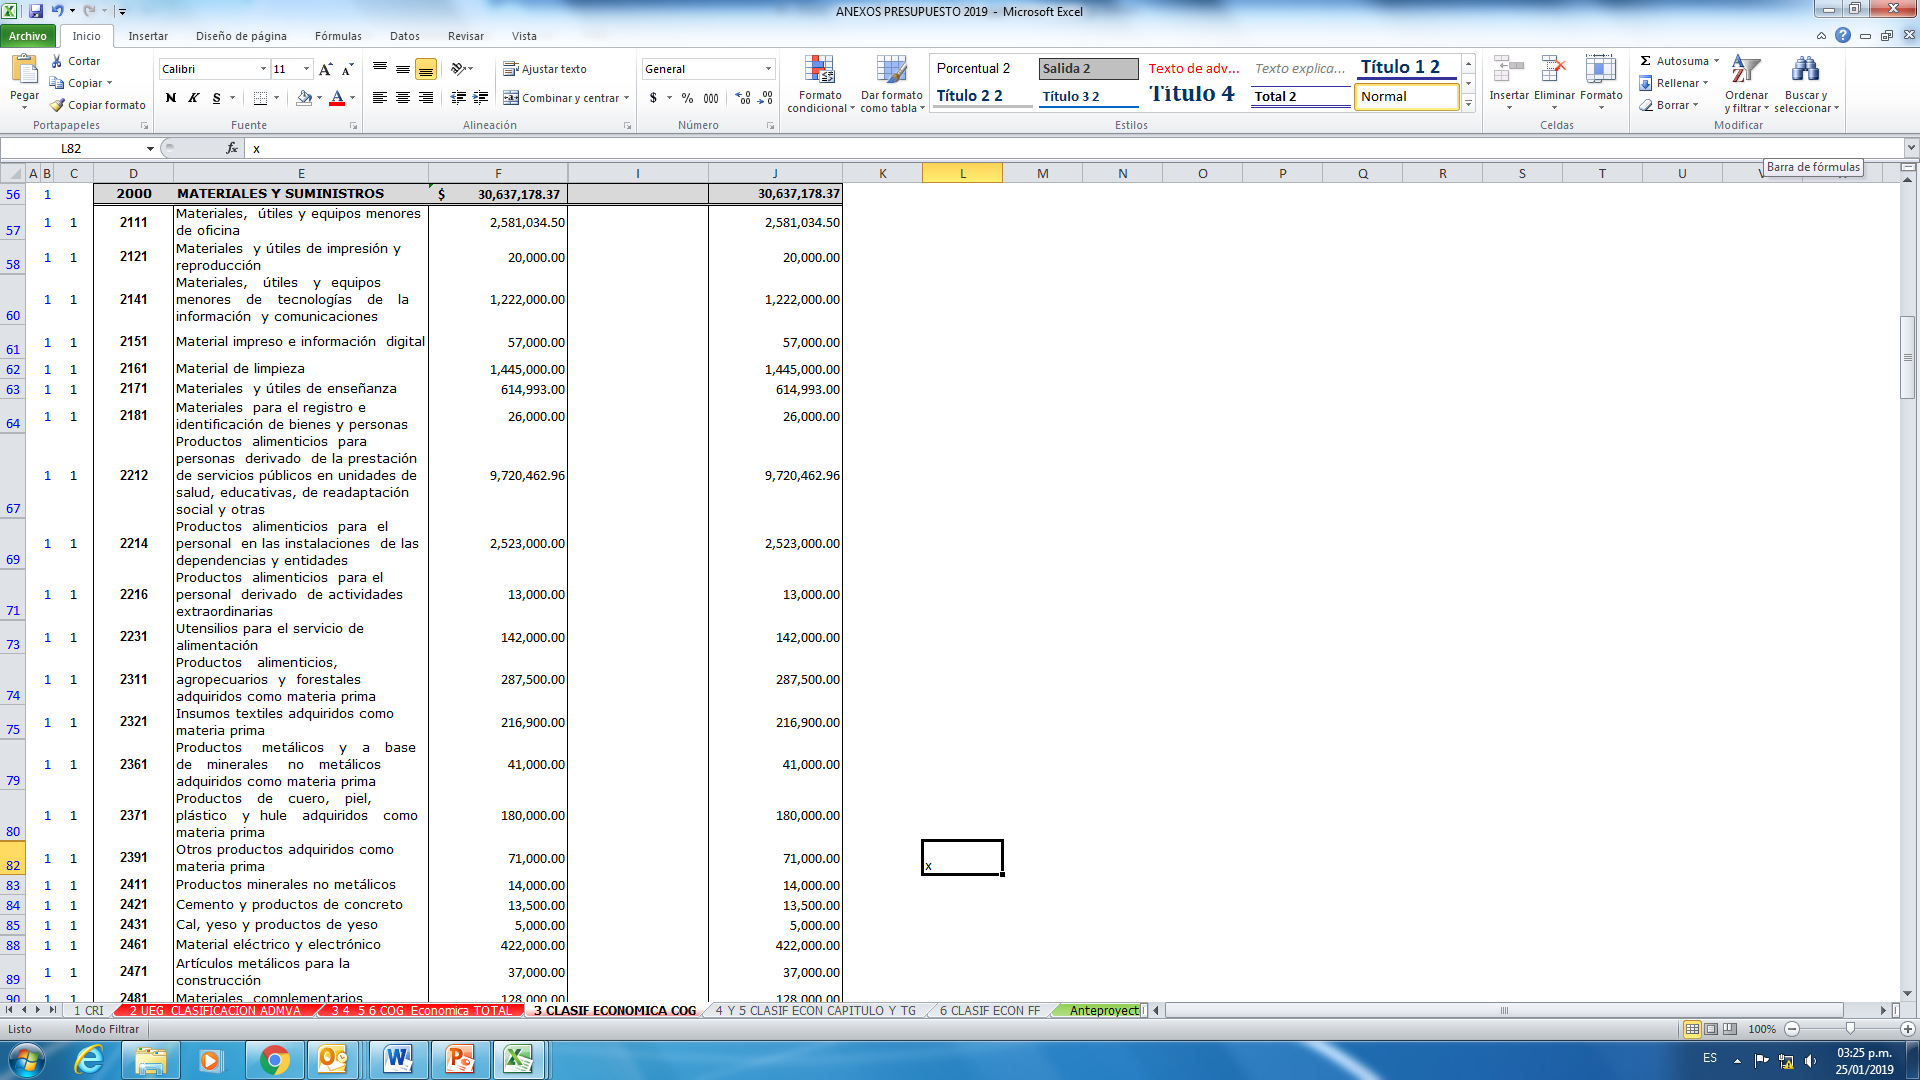 ANEXOS PRESUPUESTO 2019 - Microsoft Excel
Archivo Inicio Insertar Diseño de página Fórmulas Datos Revisar Vista
Pegar Cortar Copiar Copiar formato Portapapeles
Calibri 11 N K S Fuente
Ajustar texto Combinar y centrar Alineación
General $ % 000 Número
Formato condicional Dar formato como tabla
Porcentual 2 Salida 2 Texto de adv... Texto explica... Título 1 2
Título 2 2 Título 3 2 Título 4 Total 2 Normal
Estilos
Insertar Eliminar Formato Celdas
Autosuma Rellenar Borrar Ordenar y filtrar Buscar y seleccionar Modificar
L82 fx x
Barra de fórmulas
A B C D E F I J K L M N O P Q R S T U
56 1 2000 MATERIALES Y SUMINISTROS $ 30,637,178.37 30,637,178.37
57 1 1 2111 Materiales, útiles y equipos menores de oficina 2,581,034.50 2,581,034.50
58 1 1 2121 Materiales y útiles de impresión y reproducción 20,000.00 20,000.00
60 1 1 2141 Materiales, útiles y equipos menores de tecnologías de la información y comunicaciones 1,222,000.00 1,222,000.00
61 1 1 2151 Material impreso e información digital 57,000.00 57,000.00
62 1 1 2161 Material de limpieza 1,445,000.00 1,445,000.00
63 1 1 2171 Materiales y útiles de enseñanza 614,993.00 614,993.00
64 1 1 2181 Materiales para el registro e identificación de bienes y personas 26,000.00 26,000.00
67 1 1 2212 Productos alimenticios para personas derivado de la prestación de servicios públicos en unidades de salud, educativas, de readaptación social y otras 9,720,462.96 9,720,462.96
69 1 1 2214 Productos alimenticios para el personal en las instalaciones de las dependencias y entidades 2,523,000.00 2,523,000.00
71 1 1 2216 Productos alimenticios para el personal derivado de actividades extraordinarias 13,000.00 13,000.00
73 1 1 2231 Utensilios para el servicio de alimentación 142,000.00 142,000.00
74 1 1 2311 Productos alimenticios, agropecuarios y forestales adquiridos como materia prima 287,500.00 287,500.00
75 1 1 2321 Insumos textiles adquiridos como materia prima 216,900.00 216,900.00
79 1 1 2361 Productos metálicos y a base de minerales no metálicos adquiridos como materia prima 41,000.00 41,000.00
80 1 1 2371 Productos de cuero, piel, plástico y hule adquiridos como materia prima 180,000.00 180,000.00
82 1 1 2391 Otros productos adquiridos como materia prima 71,000.00 71,000.00 x
83 1 1 2411 Productos minerales no metálicos 14,000.00 14,000.00
84 1 1 2421 Cemento y productos de concreto 13,500.00 13,500.00
85 1 1 2431 Cal, yeso y productos de yeso 5,000.00 5,000.00
88 1 1 2461 Material eléctrico y electrónico 422,000.00 422,000.00
89 1 1 2471 Artículos metálicos para la construcción 37,000.00 37,000.00
90 1 1 2481 Materiales complementarios 128,000.00 128,000.00
1 CRI 2 UEG CLASIFICACION ADMVA 3 4 5 6 COG Economica TOTAL 3 CLASIF ECONOMICA COG 4 Y 5 CLASIF ECON CAPITULO Y TG 6 CLASIF ECON FF Anteproyect
Listo Modo Filtrar 100%
ES 03:25 p.m.
25/01/2019